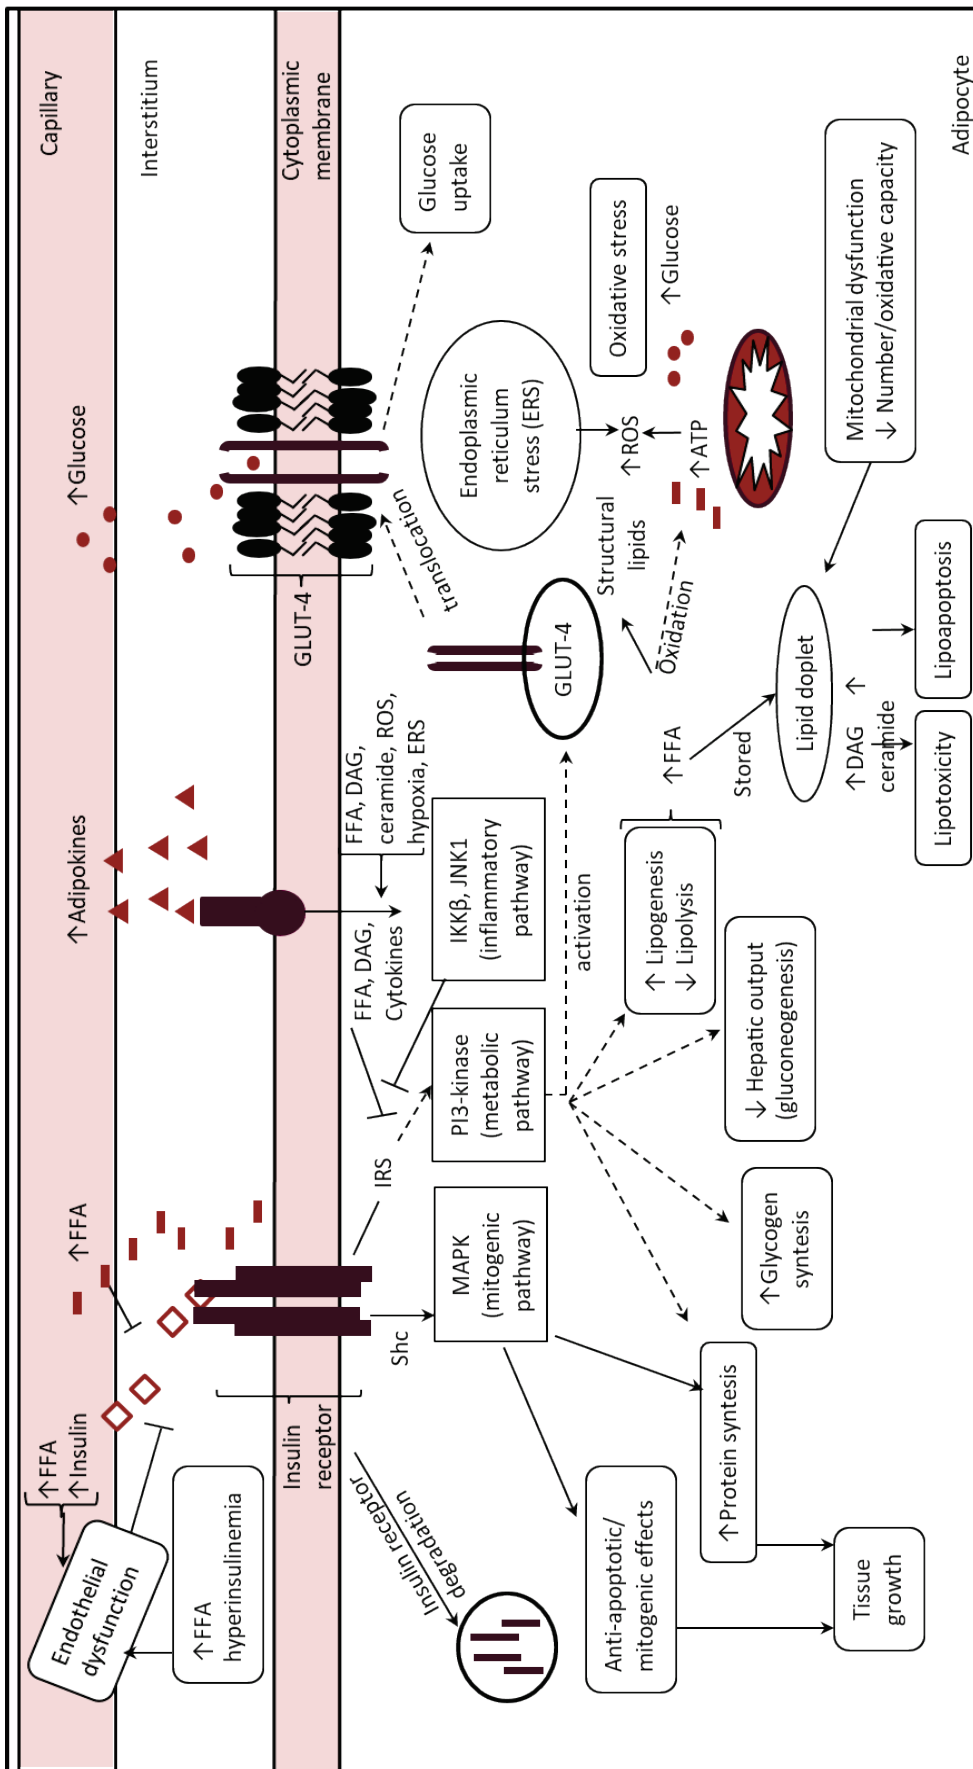 Capillary
Interstitium
Cytoplasmic
membrane
Adipocyte
↑FFA
↑Insulin
Endothelial
dysfunction
↑FFA
hyperinsulinemia
↑FFA
↑Adipokines
↑Glucose
Insulin
receptor
GLUT-4
Insulin receptor
degradation
Shc
IRS
FFA, DAG,
Cytokines
FFA, DAG,
ceramide, ROS,
hypoxia, ERS
translocation
Glucose
uptake
MAPK
(mitogenic
pathway)
PI3-kinase
(metabolic
pathway)
IKKβ, JNK1
(inflammatory
pathway)
activation
GLUT-4
Endoplasmic
reticulum
stress (ERS)
Oxidative stress
Structural
lipids
↑ROS
↑ATP
↑Glucose
Oxidation
Anti-apoptotic/
mitogenic effects
↑Protein syntesis
↑Glycogen
syntesis
↓ Hepatic output
(gluconeogenesis)
↑ Lipogenesis
↓ Lipolysis
↑FFA
Stored
Lipid doplet
Mitochondrial dysfunction
↓ Number/oxidative capacity
↑DAG ↑
ceramide
Tissue
growth
Lipotoxicity
Lipoapoptosis